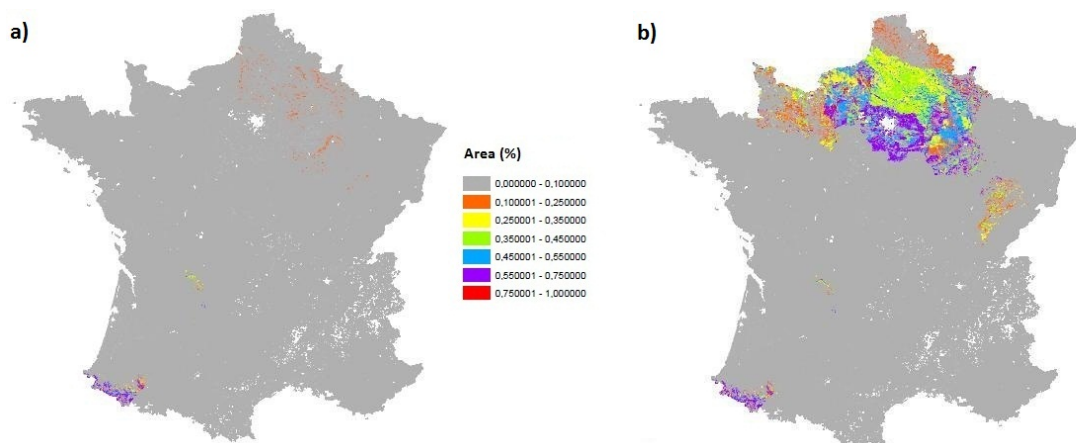 a)
b)
Area (%)
0,000000 - 0,100000
0,100001 - 0,250000
0,250001 - 0,350000
0,350001 - 0,450000
0,450001 - 0,550000
0,550001 - 0,750000
0,750001 - 1,000000